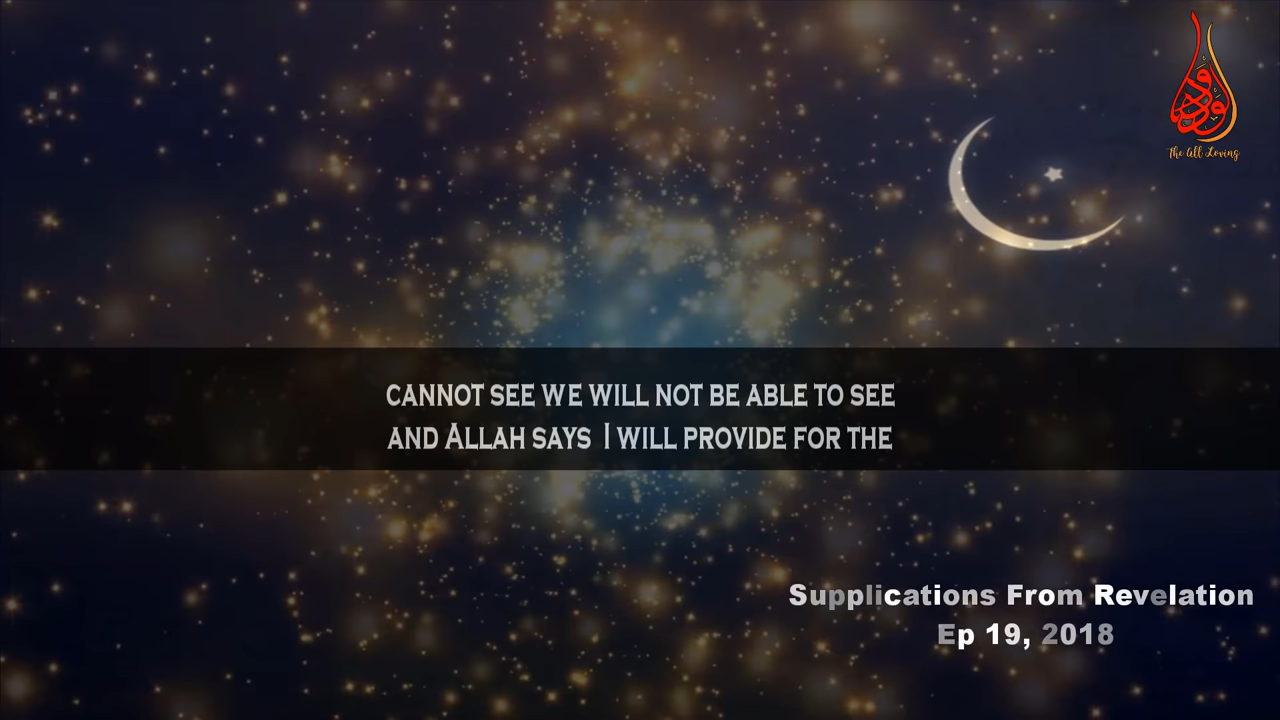 ودود
The All Loving
CANNOT SEE WE WILL NOT BE ABLE TO SEE
AND ALLAH SAYS I WILL PROVIDE FOR THE
Supplications From Revelation
Ep 19, 2018